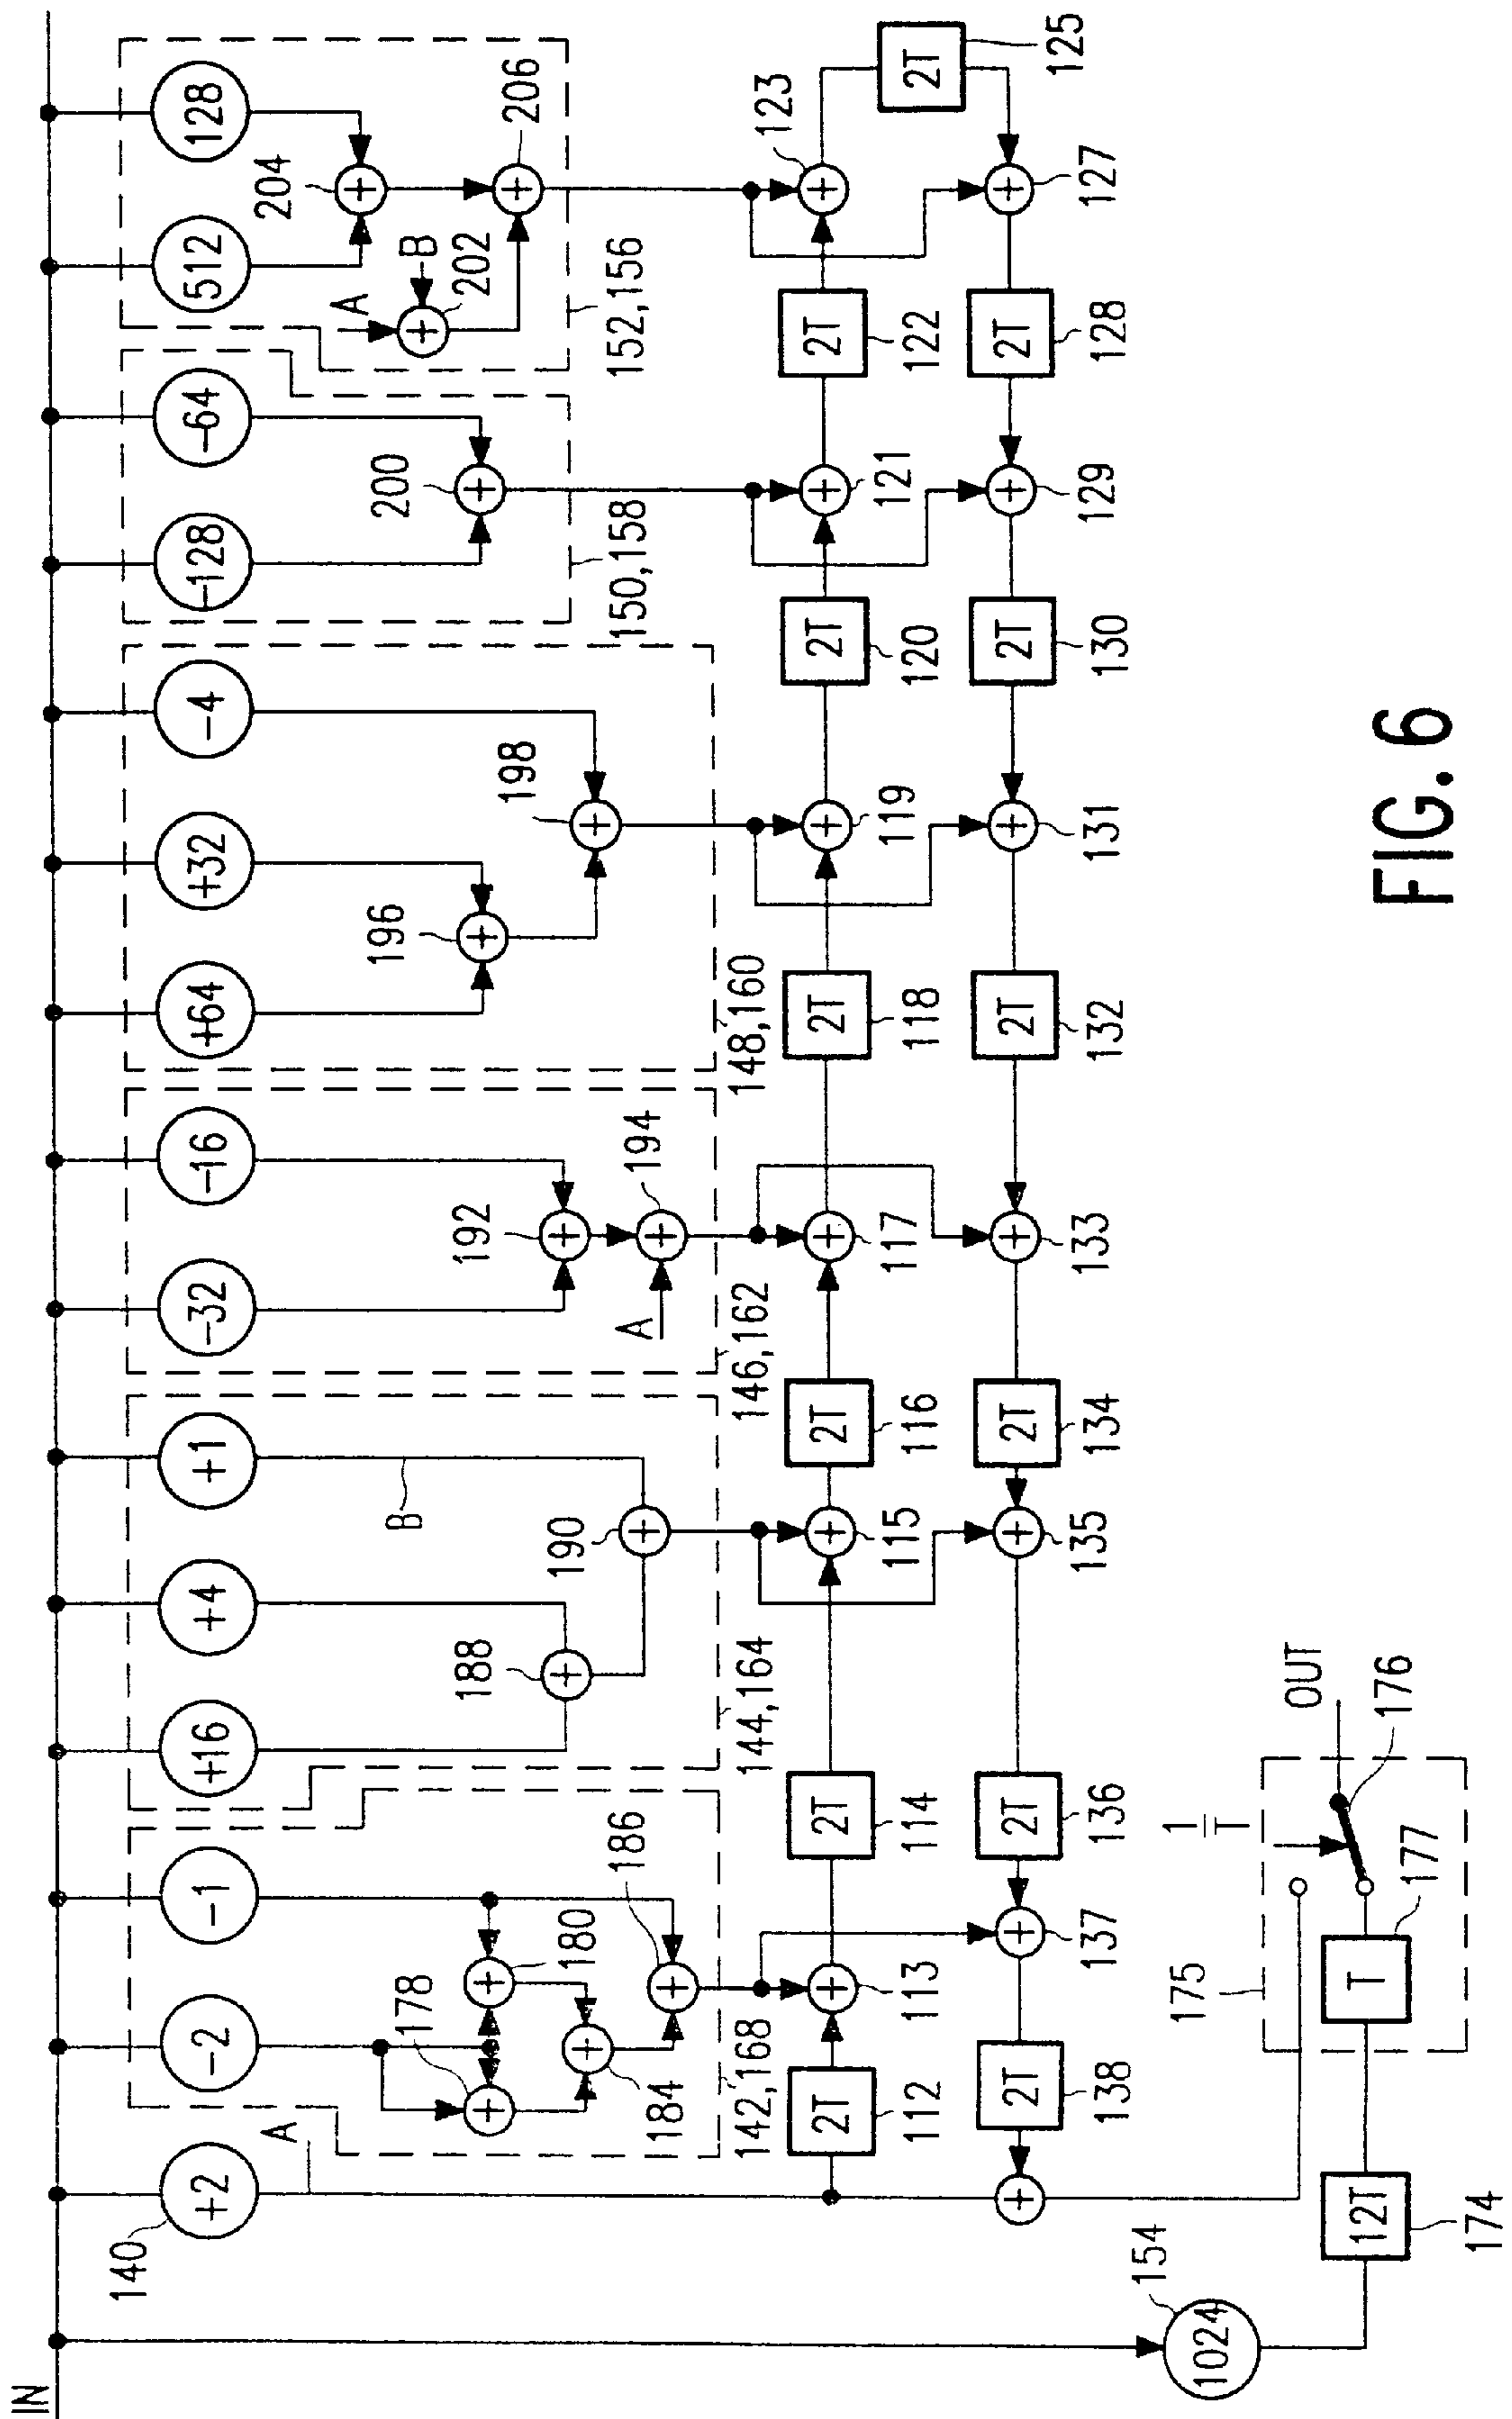 IN
140
+2
A
-2
-1
+16
+4
+1
-32
-16
+64
+32
-4
-128
-64
512
128
178
180
184
186
142,168
188
190
B
144,164
192
194
A
146,162
196
198
148,160
200
150,158
204
A
B
202
206
152,156
2T
112
113
2T
114
115
2T
116
117
2T
118
119
2T
120
121
2T
122
123
2T
125
2T
138
137
2T
136
135
2T
134
133
2T
132
131
2T
130
129
2T
128
127
154
1024
12T
174
175
T
177
1/T
176
OUT
FIG. 6